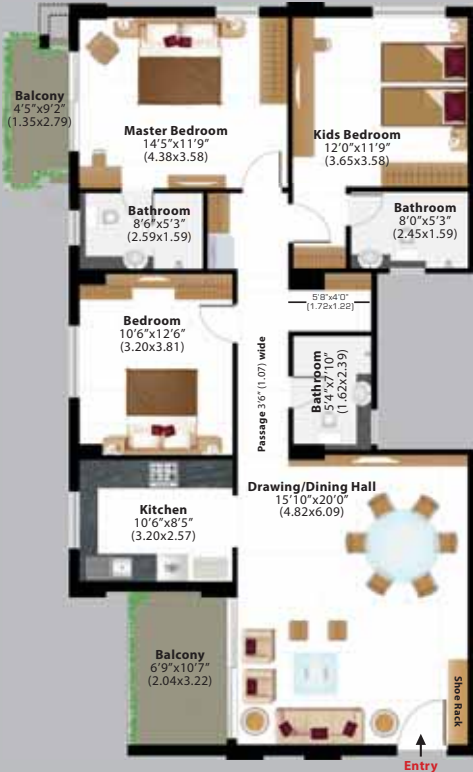 Balcony
4'5"x9'2"
(1.35x2.79)
Master Bedroom
14'5"x11'9"
(4.38x3.58)
Kids Bedroom
12'0"x11'9"
(3.65x3.58)
Bathroom
8'6"x5'3"
(2.59x1.59)
Bathroom
8'0"x5'3"
(2.45x1.59)
5'8"x4'0"
(1.72x1.22)
Bedroom
10'6"x12'6"
(3.20x3.81)
Passage 3'6" (1.07) wide
Bathroom
5'4"x7'10"
(1.62x2.39)
Drawing/Dining Hall
15'10"x20'0"
(4.82x6.09)
Kitchen
10'6"x8'5"
(3.20x2.57)
Balcony
6'9"x10'7"
(2.04x3.22)
Shoe Rack
Entry